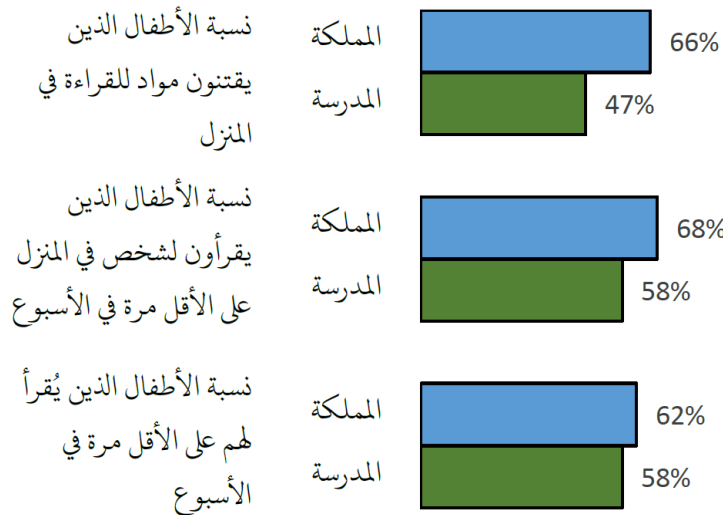 نسبة الأطفال الذين
يقتنون مواد للقراءة في
المنزل
المملكة
66%
المدرسة
47%
نسبة الأطفال الذين
يقرأون لشخص في المنزل
على الأقل مرة في الأسبوع
المملكة
68%
المدرسة
58%
نسبة الأطفال الذين يُقرأ
لهم على الأقل مرة في
الأسبوع
المملكة
62%
المدرسة
58%